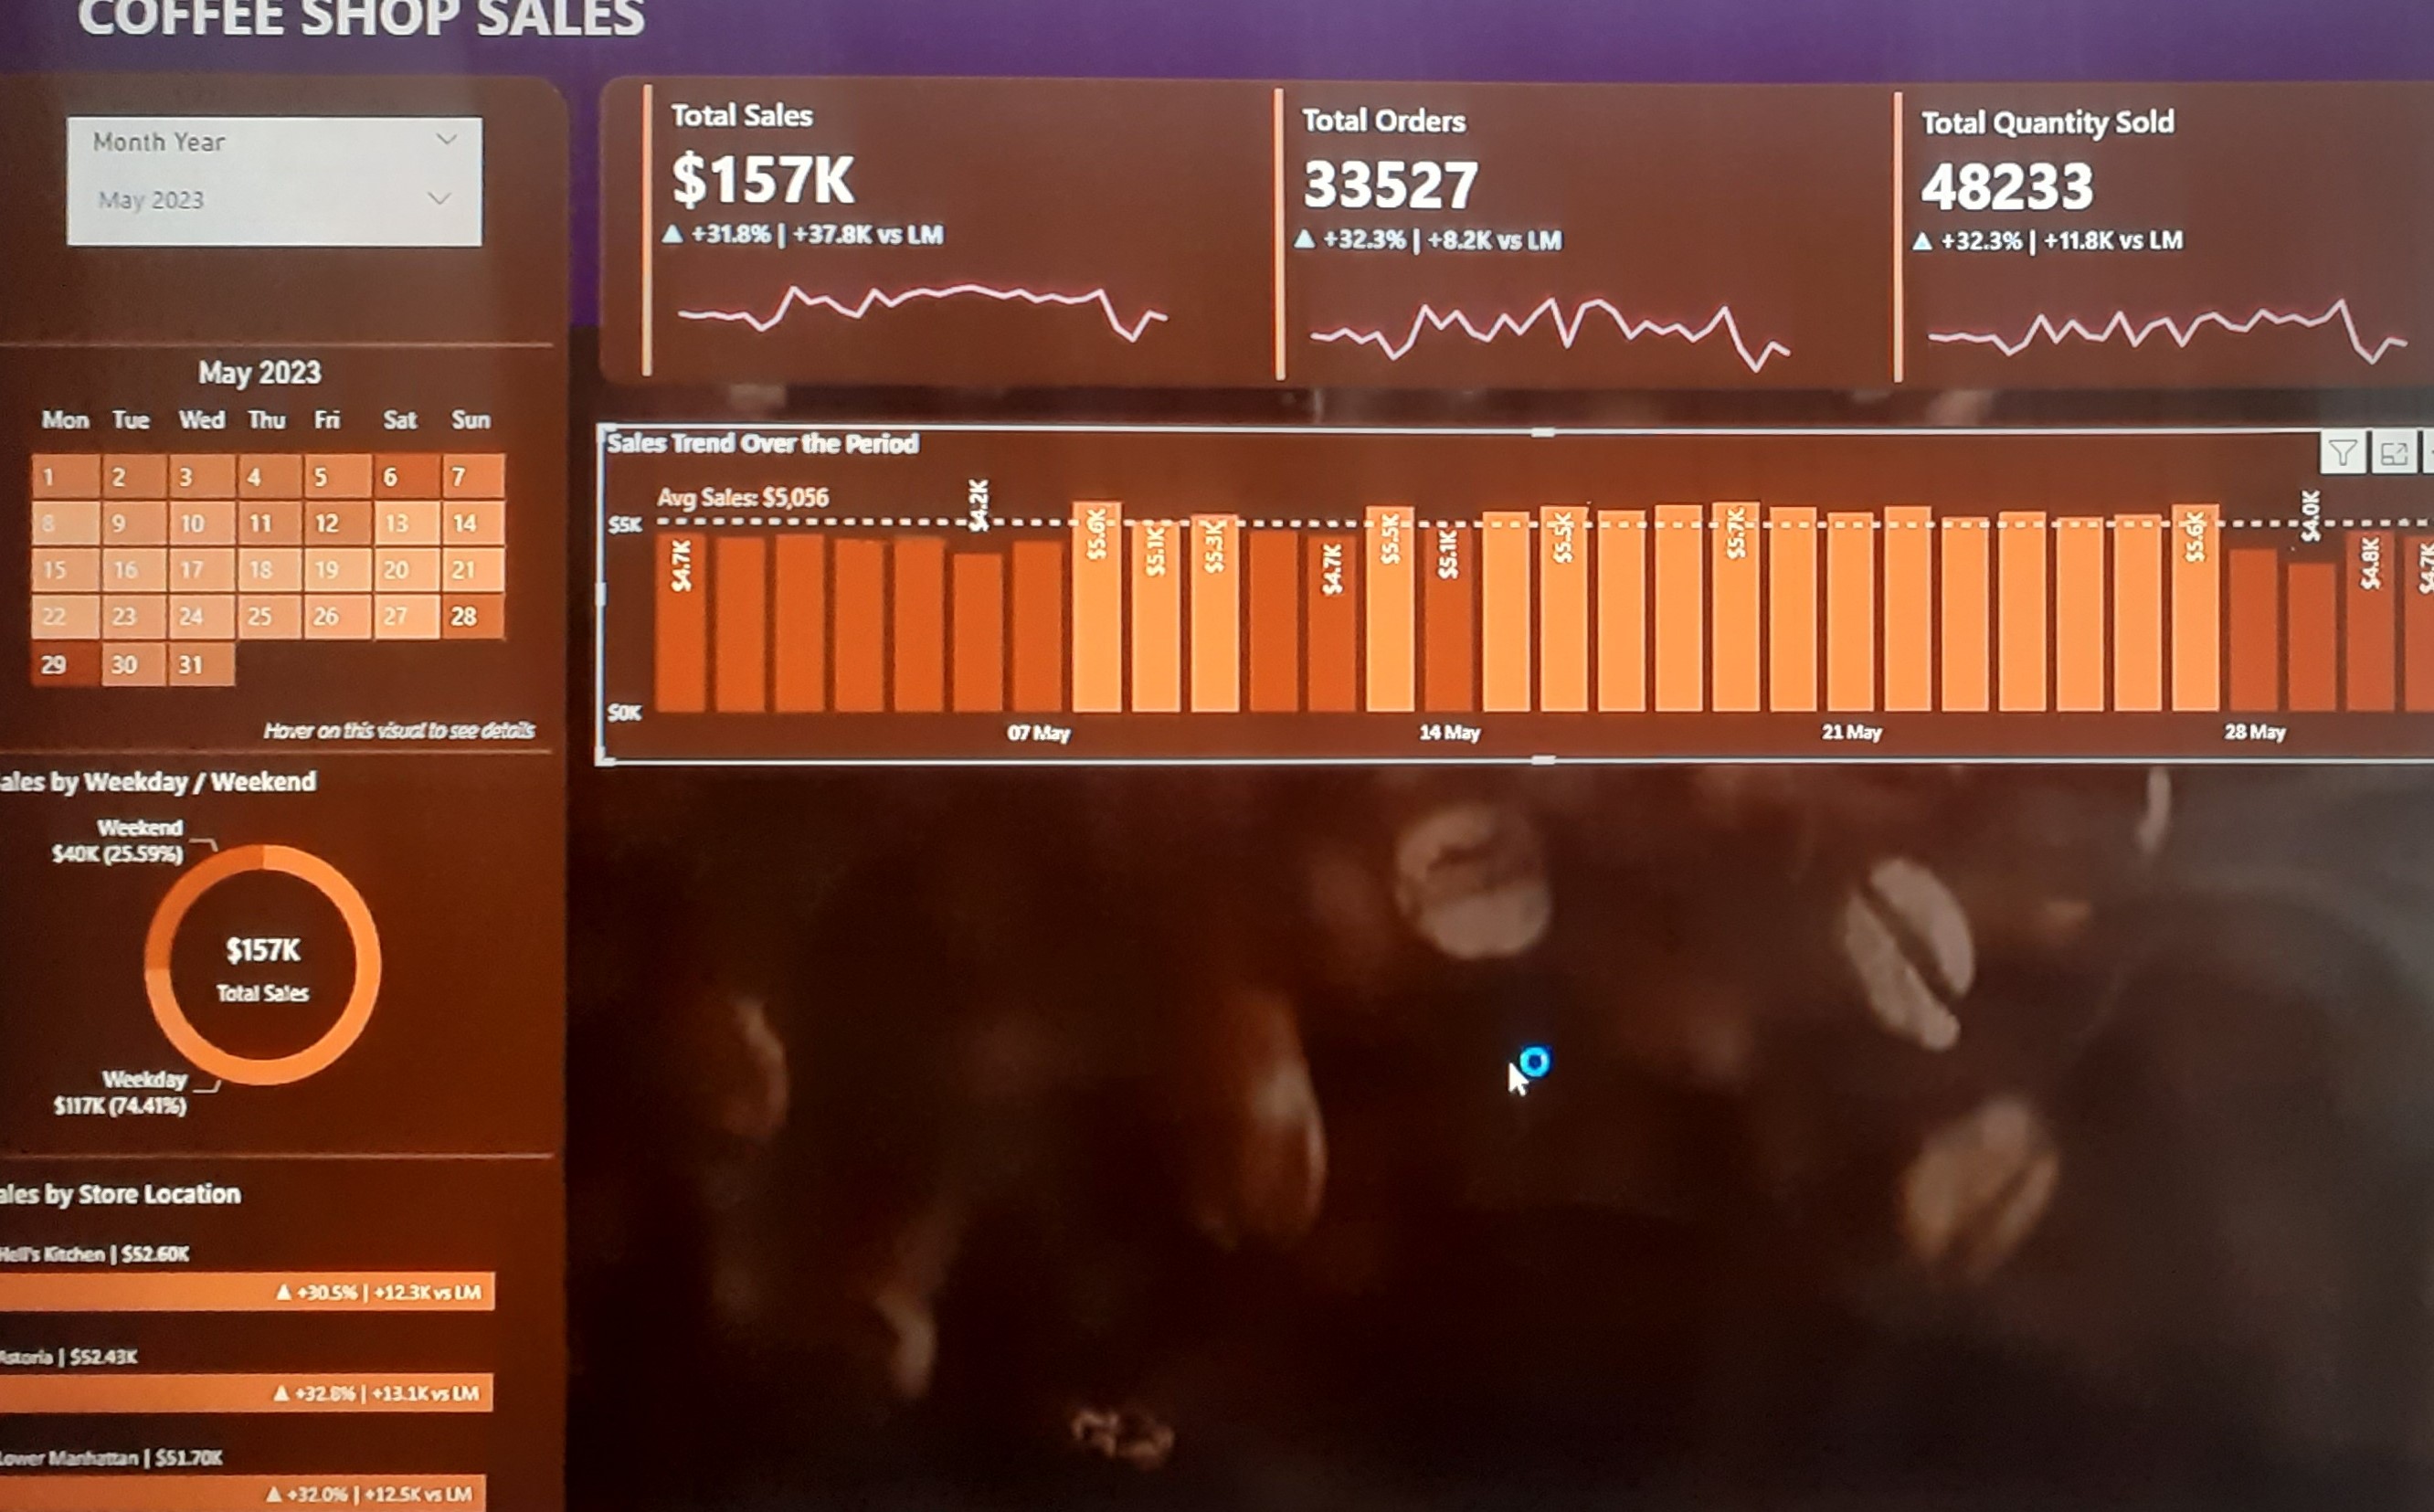 COFFEE SHOP SALES
Month Year
May 2023
Total Sales
$157K
▲ +31.8% | +37.8K vs LM
Total Orders
33527
▲ +32.3% | +8.2K vs LM
Total Quantity Sold
48233
▲ +32.3% | +11.8K vs LM
May 2023
Mon Tue Wed Thu Fri Sat Sun
1 2 3 4 5 6 7
8 9 10 11 12 13 14
15 16 17 18 19 20 21
22 23 24 25 26 27 28
29 30 31
Hover on this visual to see details
Sales Trend Over the Period
Avg Sales: $5,056
$5K
$0K
$4.7K $4.2K $5.6K $5.1K $5.3K $4.7K $5.5K $5.1K $5.5K $5.7K $5.6K $4.0K $4.8K $4.7K
07 May 14 May 21 May 28 May
ales by Weekday / Weekend
Weekend
$40K (25.59%)
$157K
Total Sales
Weekday
$117K (74.41%)
ales by Store Location
Hell's Kitchen | $52.60K
▲ +30.5% | +12.3K vs LM
Astoria | $52.43K
▲ +32.8% | +13.1K vs LM
Lower Manhattan | $51.70K
▲ +32.0% | +12.5K vs LM